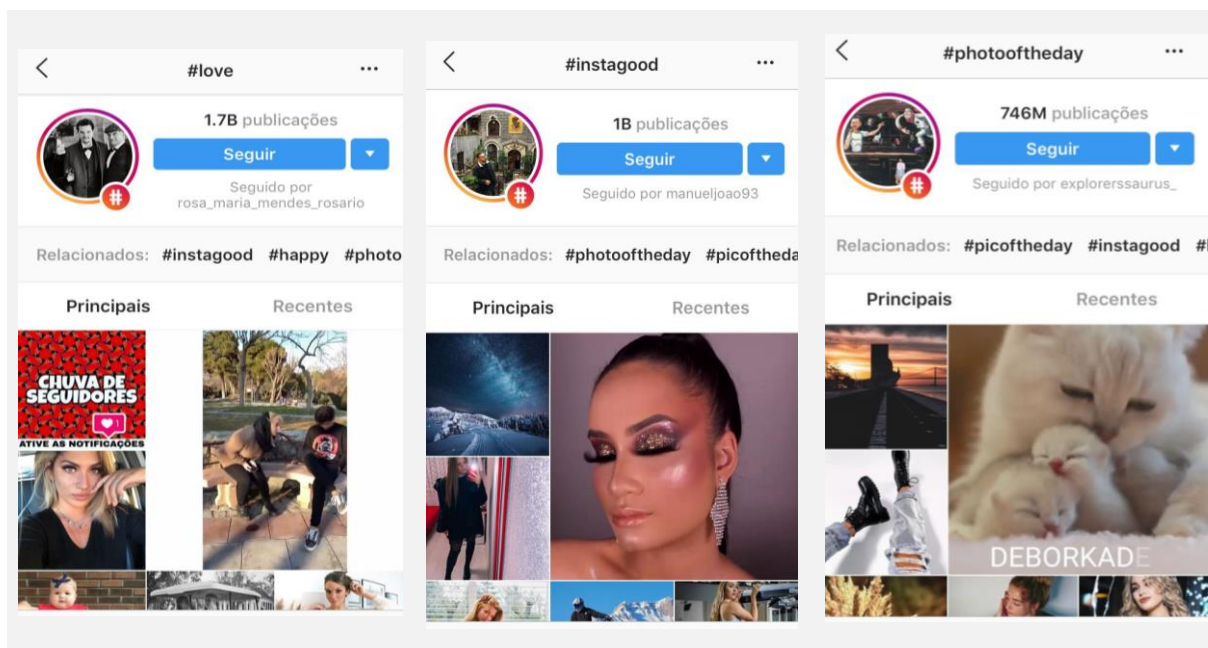 #love
1.7B publicações
Seguir
Seguido por
rosa_maria_mendes_rosario
Relacionados: #instagood #happy #photo
Principais Recentes
CHUVA DE
SEGUIDORES
1
ATIVE AS NOTIFICAÇÕES
#instagood
1B publicações
Seguir
Seguido por manueljoao93
Relacionados: #photooftheday #picoftheda
Principais Recentes
#photooftheday
746M publicações
Seguir
Seguido por explorerssaurus_
Relacionados: #picoftheday #instagood #l
Principais Recentes
DEBORKADE